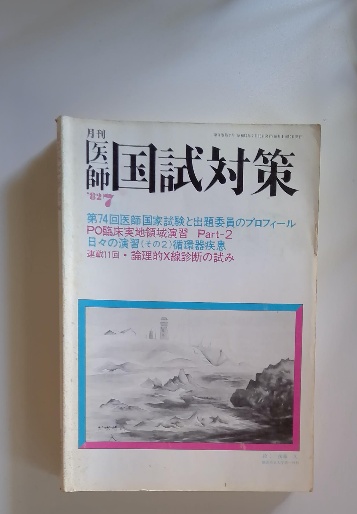 月刊
医師
国試対策
'82 7
第74回医師国家試験と出題委員のプロフィール
PO臨床実地領域演習 Part-2
日々の演習(その2)循環器疾患
連載11回・論理的X線診断の試み